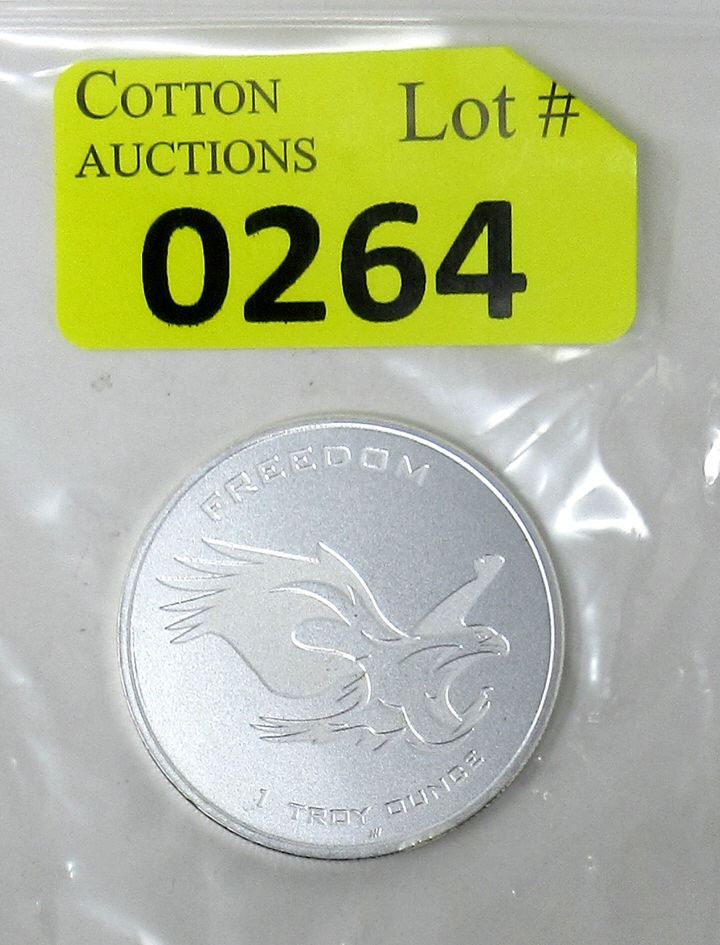 COTTON
AUCTIONS
Lot #
0264
FREEDOM
1 TROY OUNCE